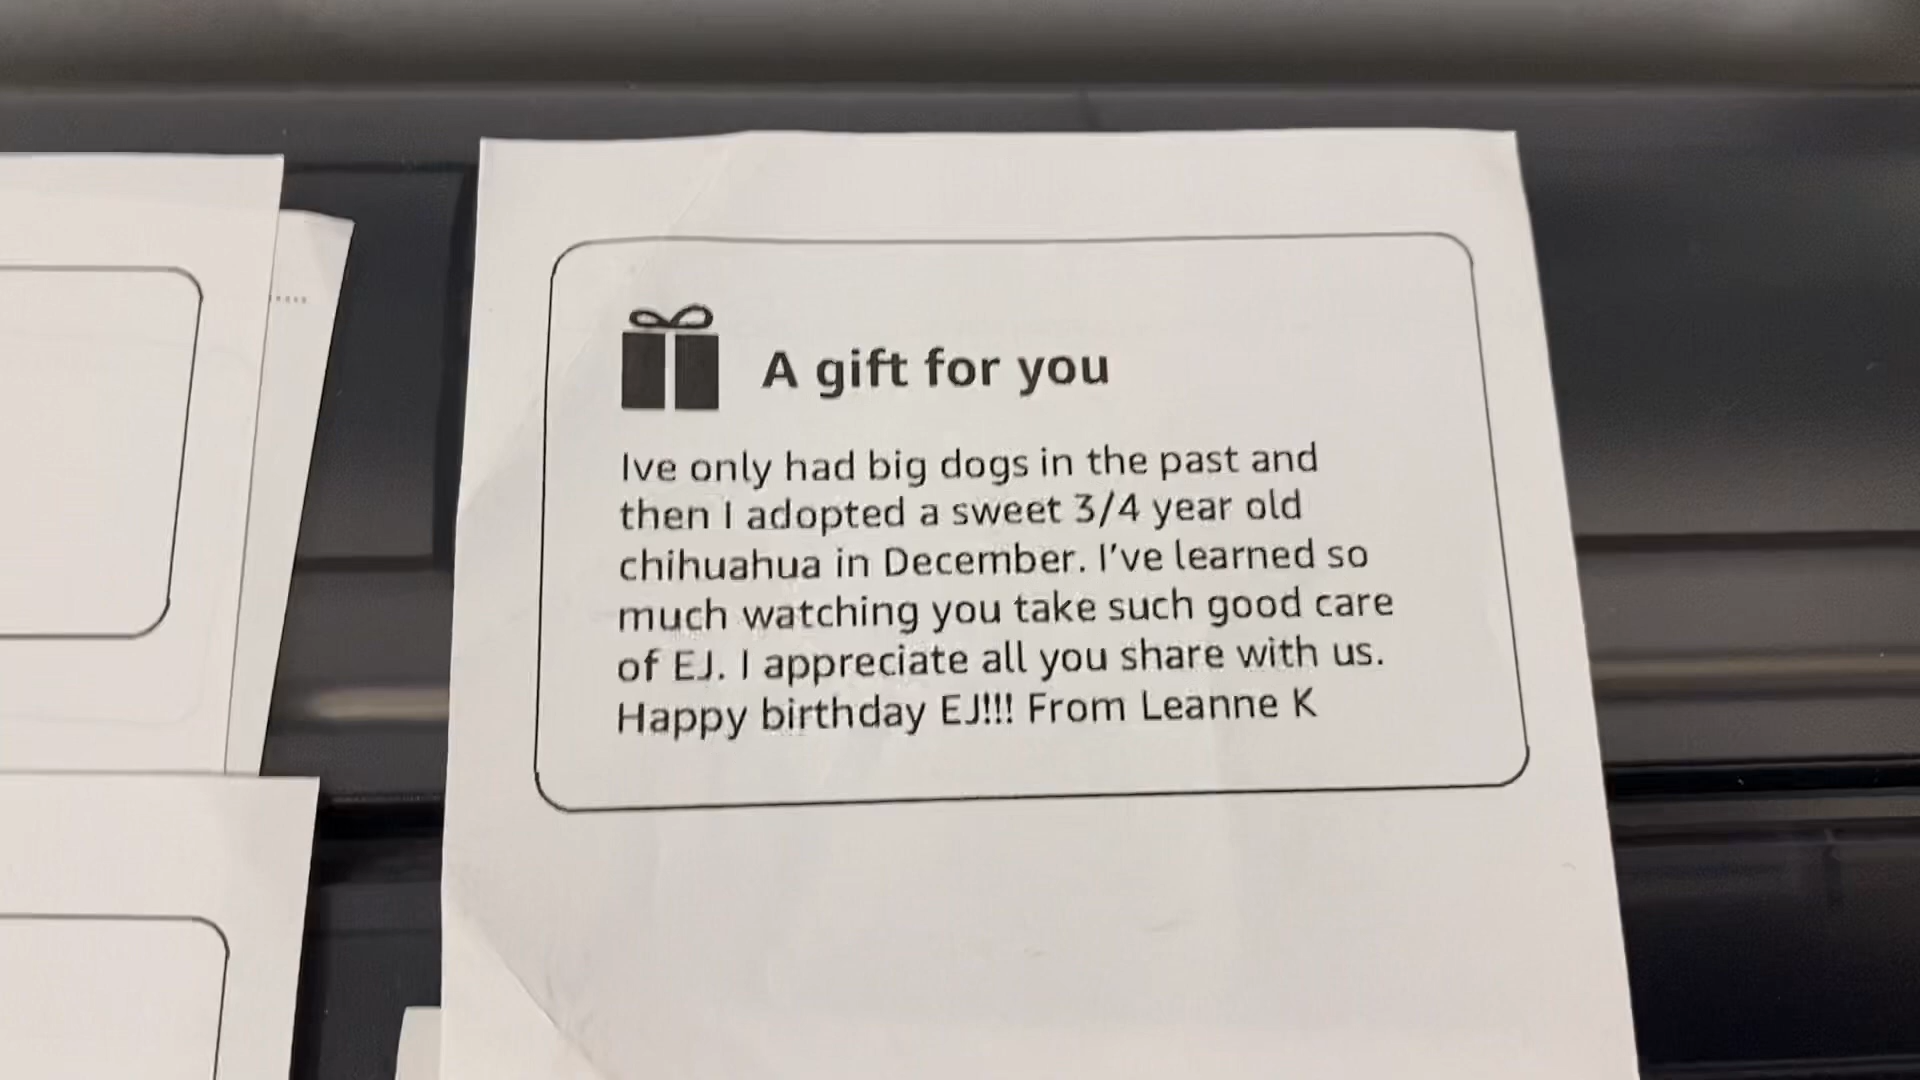 A gift for you
Ive only had big dogs in the past and
then I adopted a sweet 3/4 year old
chihuahua in December. I've learned so
much watching you take such good care
of EJ. I appreciate all you share with us.
Happy birthday EJ!!! From Leanne K